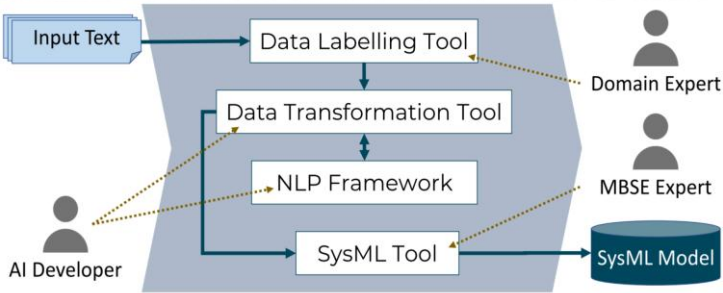 Input Text
Data Labelling Tool
Domain Expert
Data Transformation Tool
NLP Framework
MBSE Expert
AI Developer
SysML Tool
SysML Model